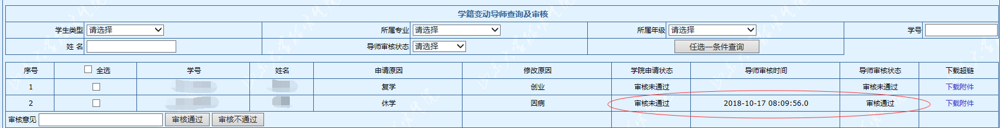 学籍变动导师查询及审核
学生类型 请选择 所属专业 请选择 所属年级 请选择 学号
姓 名 导师审核状态 请选择 任选一条件查询
序号 全选 学号 姓名 申请原因 修改原因 学院申请状态 导师审核时间 导师审核状态 下载超链
1 复学 创业 审核未通过 审核未通过 下载附件
2 休学 因病 审核未通过 2018-10-17 08:09:56.0 审核通过 下载附件
审核意见 审核通过 审核不通过